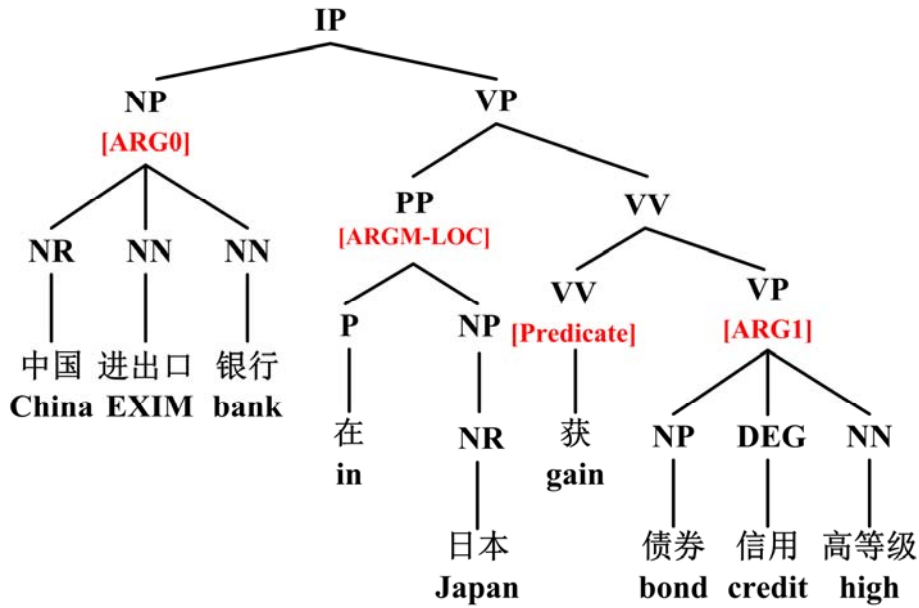 IP
NP VP
[ARG0]
PP VV
[ARGM-LOC]
NR NN NN
VV VP
P NP [Predicate] [ARG1]
中国 进出口 银行
China EXIM bank
在 NR 获 NP DEG NN
in gain
日本 债券 信用 高等级
Japan bond credit high